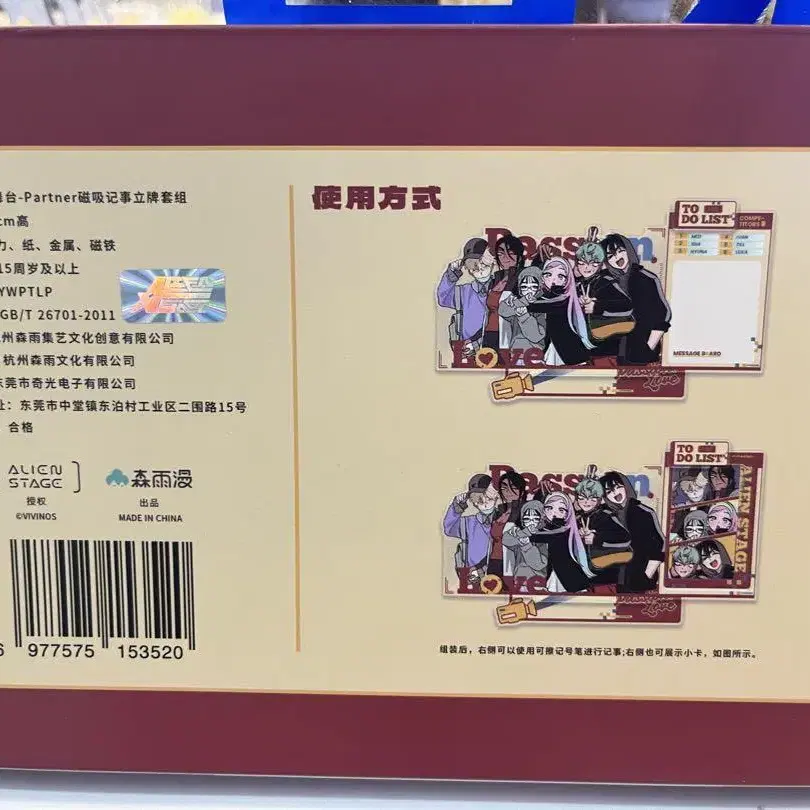 台-Partner磁吸记事立牌套组
cm高
力、纸、金属、磁铁
15周岁及以上
YWPTLP
GB/T 26701-2011
州森雨集艺文化创意有限公司
杭州森雨文化有限公司
东莞市奇光电子有限公司
址：东莞市中堂镇东泊村工业区二围路15号
合格
ALIEN STAGE
授权
©VIVINOS
森雨漫
出品
MADE IN CHINA
6 977575 153520
使用方式
Passion
Love
TO DO LIST
COMPE-TITORS
MESSAGE BOARD
Love
Passion
Love
TO DO LIST
ALIEN STAGE
Love
组装后，右侧可以使用可擦记号笔进行记事;右侧也可展示小卡，如图所示。